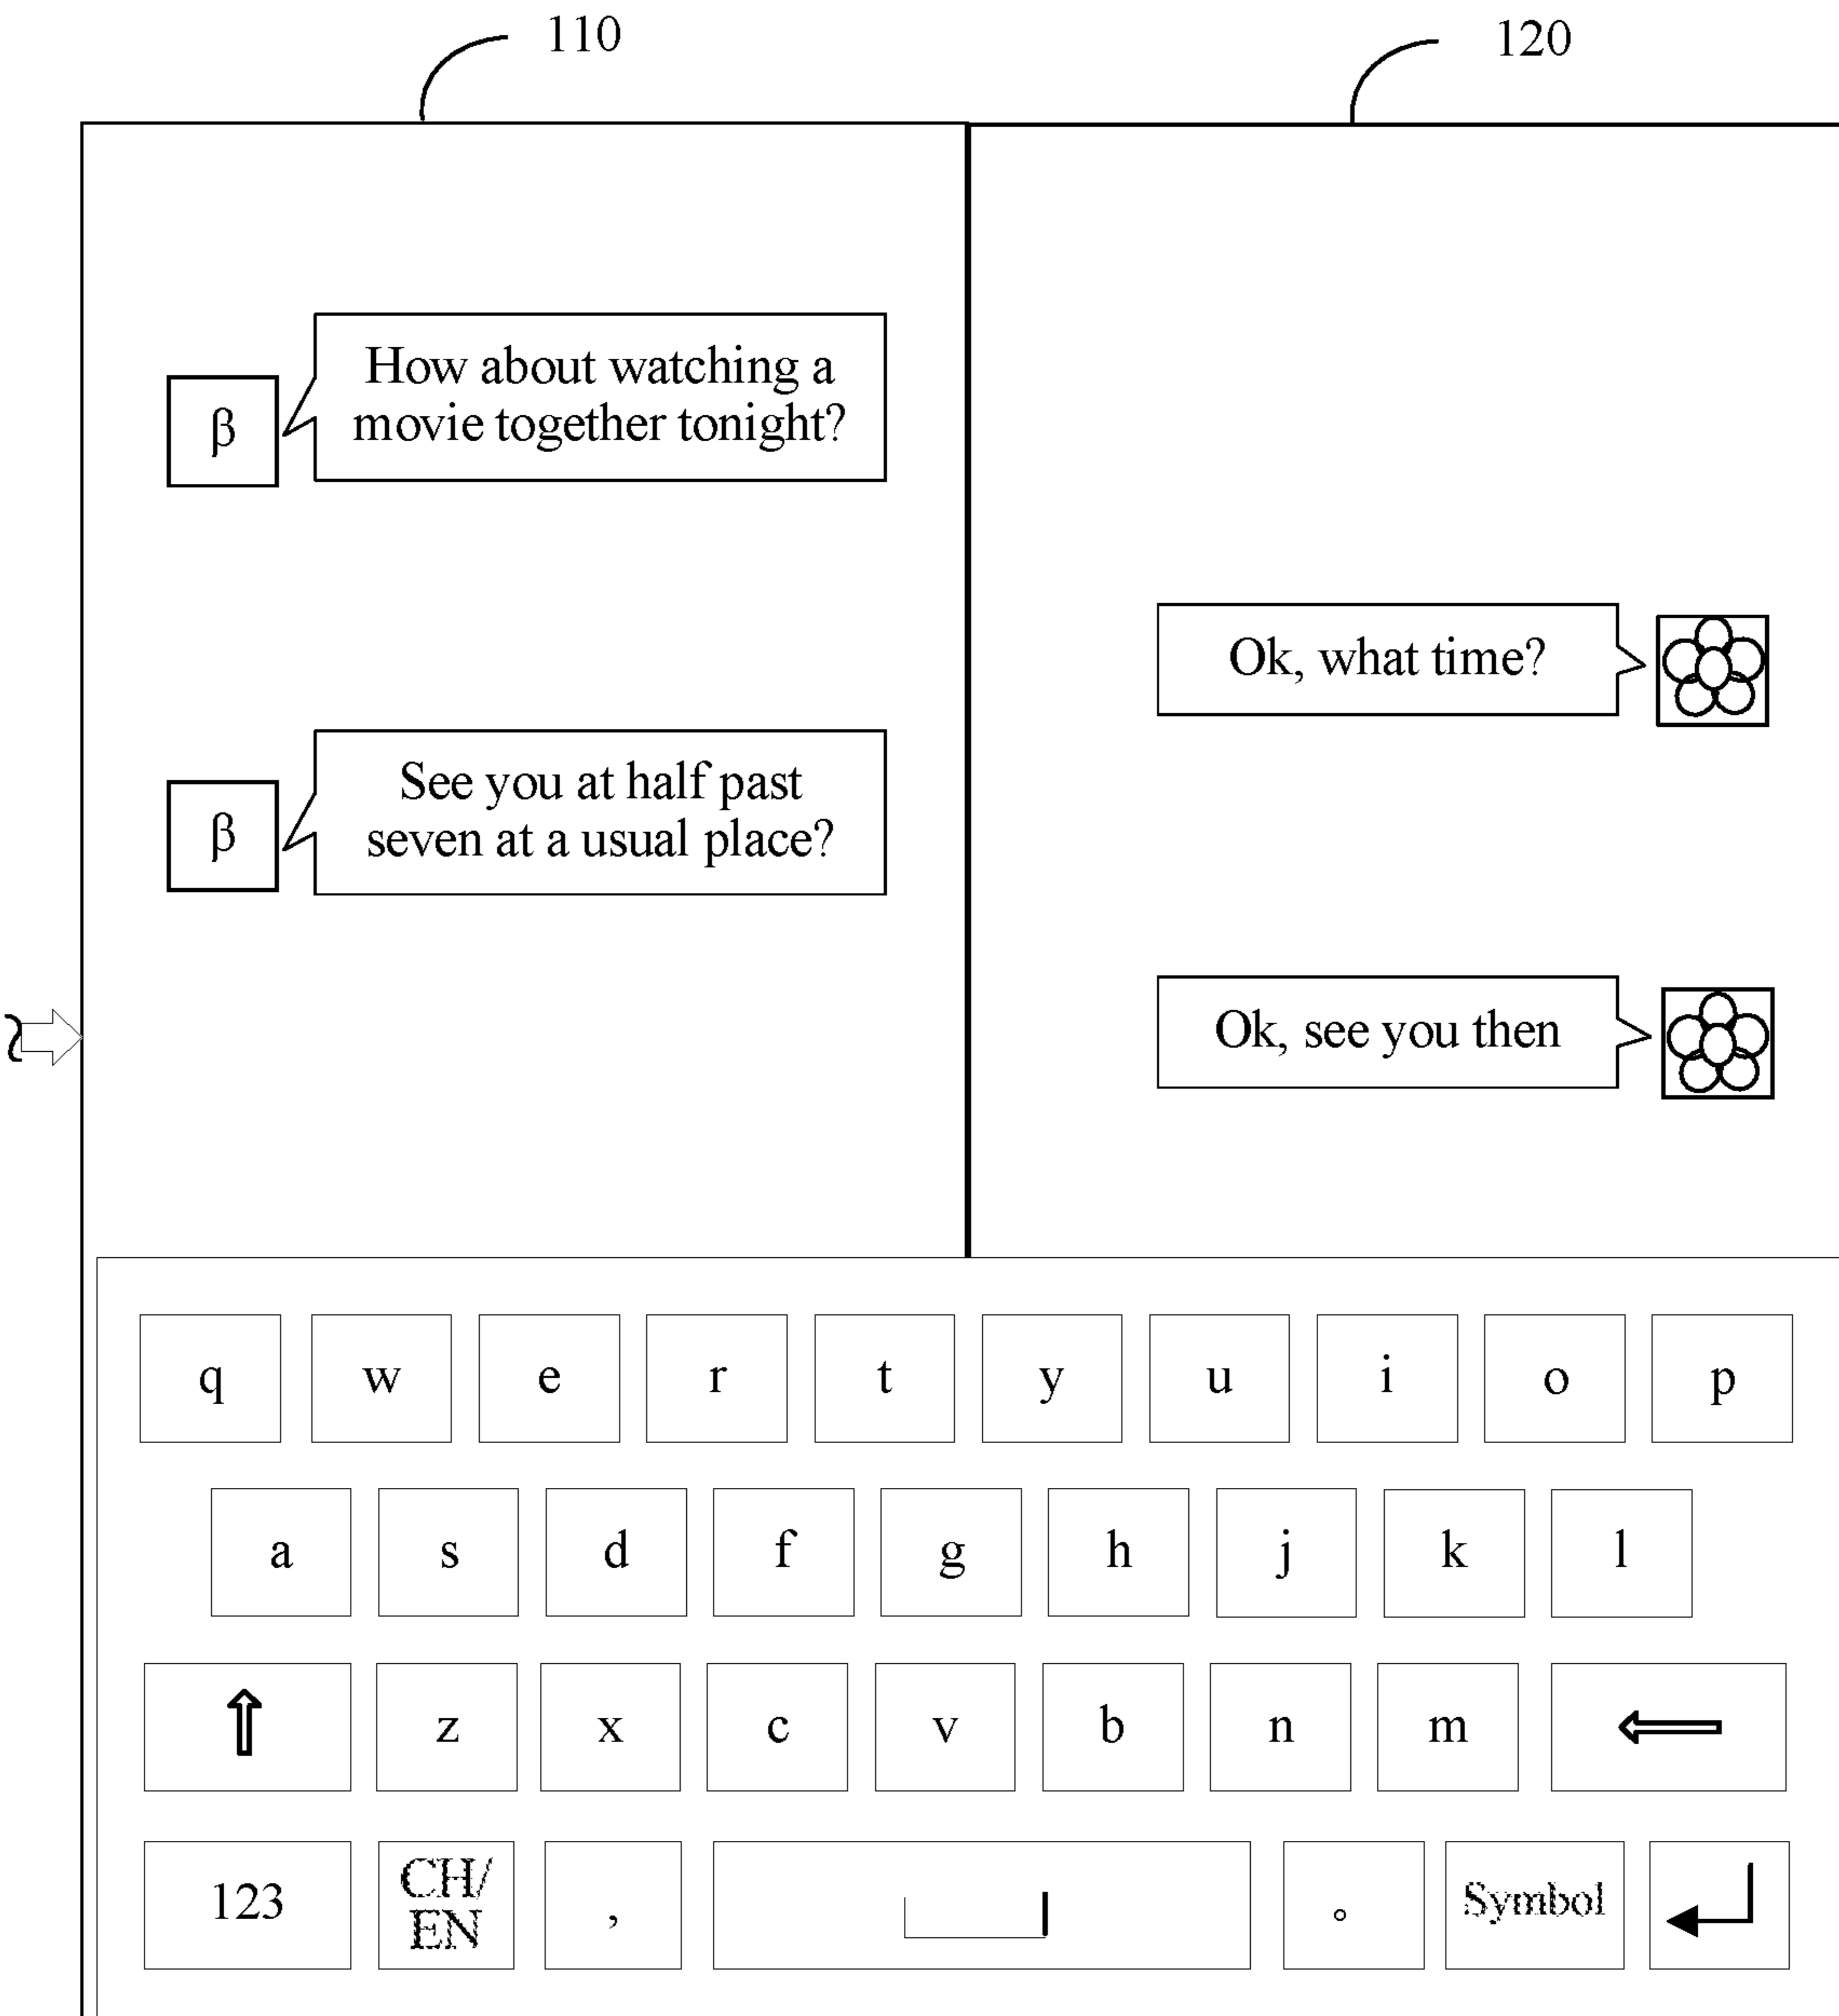 110
120
β
How about watching a
movie together tonight?
Ok, what time?
β
See you at half past
seven at a usual place?
Ok, see you then
q w e r t y u i o p
a s d f g h j k l
⇧ z x c v b n m ⇐
123 CH/ , 。 Symbol
EN